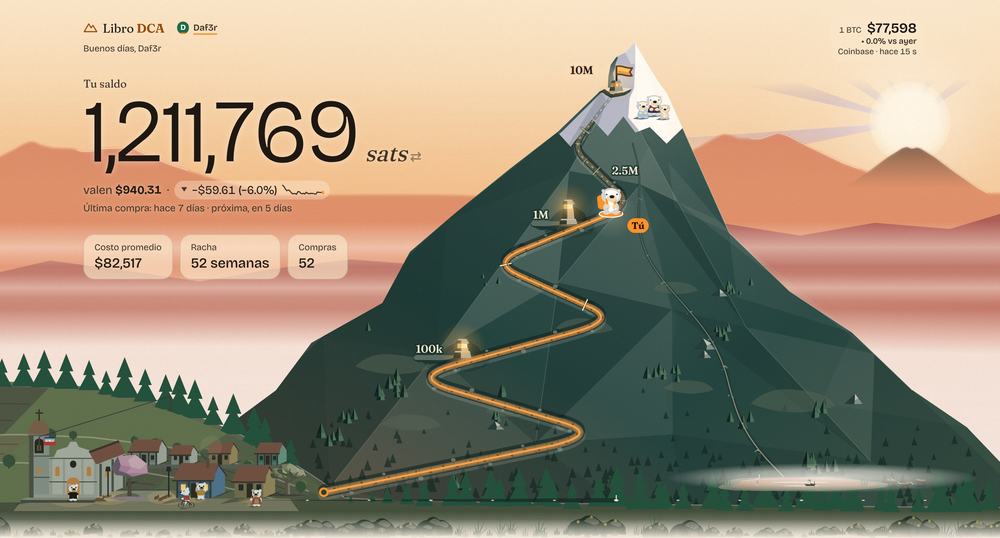 Libro DCA
D Daf3r
Buenos días, Daf3r
1 BTC $77,598
• 0.0% vs ayer
Coinbase · hace 15 s
Tu saldo
1,211,769 sats ⇄
valen $940.31 · ▼ −$59.61 (−6.0%)
Última compra: hace 7 días · próxima, en 5 días
Costo promedio
$82,517
Racha
52 semanas
Compras
52
10M
2.5M
1M
Tú
100k